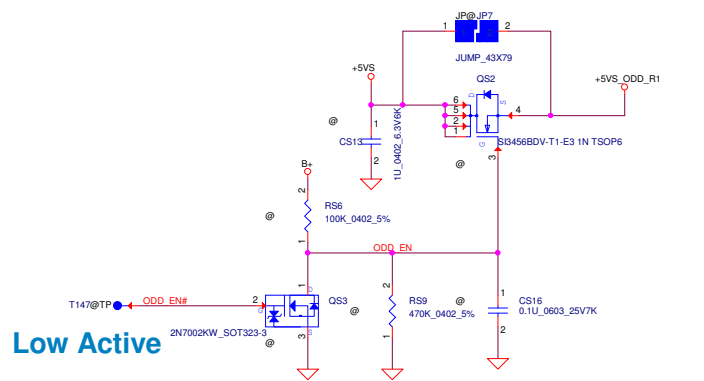 JP@JP7
1 2
JUMP_43X79
+5VS
QS2
+5VS_ODD_R1
D
S
6
5
2
1
4
G
3
SI3456BDV-T1-E3 1N TSOP6
@
CS13
1
2
1U_0402_6.3V6K
@
B+
2
RS6
100K_0402_5%
@
1
ODD_EN
T147@TP
ODD_EN#
2
1
D
G
S
3
QS3
2N7002KW_SOT323-3
@
@
2
RS9
470K_0402_5%
1
@
1
CS16
0.1U_0603_25V7K
2
Low Active